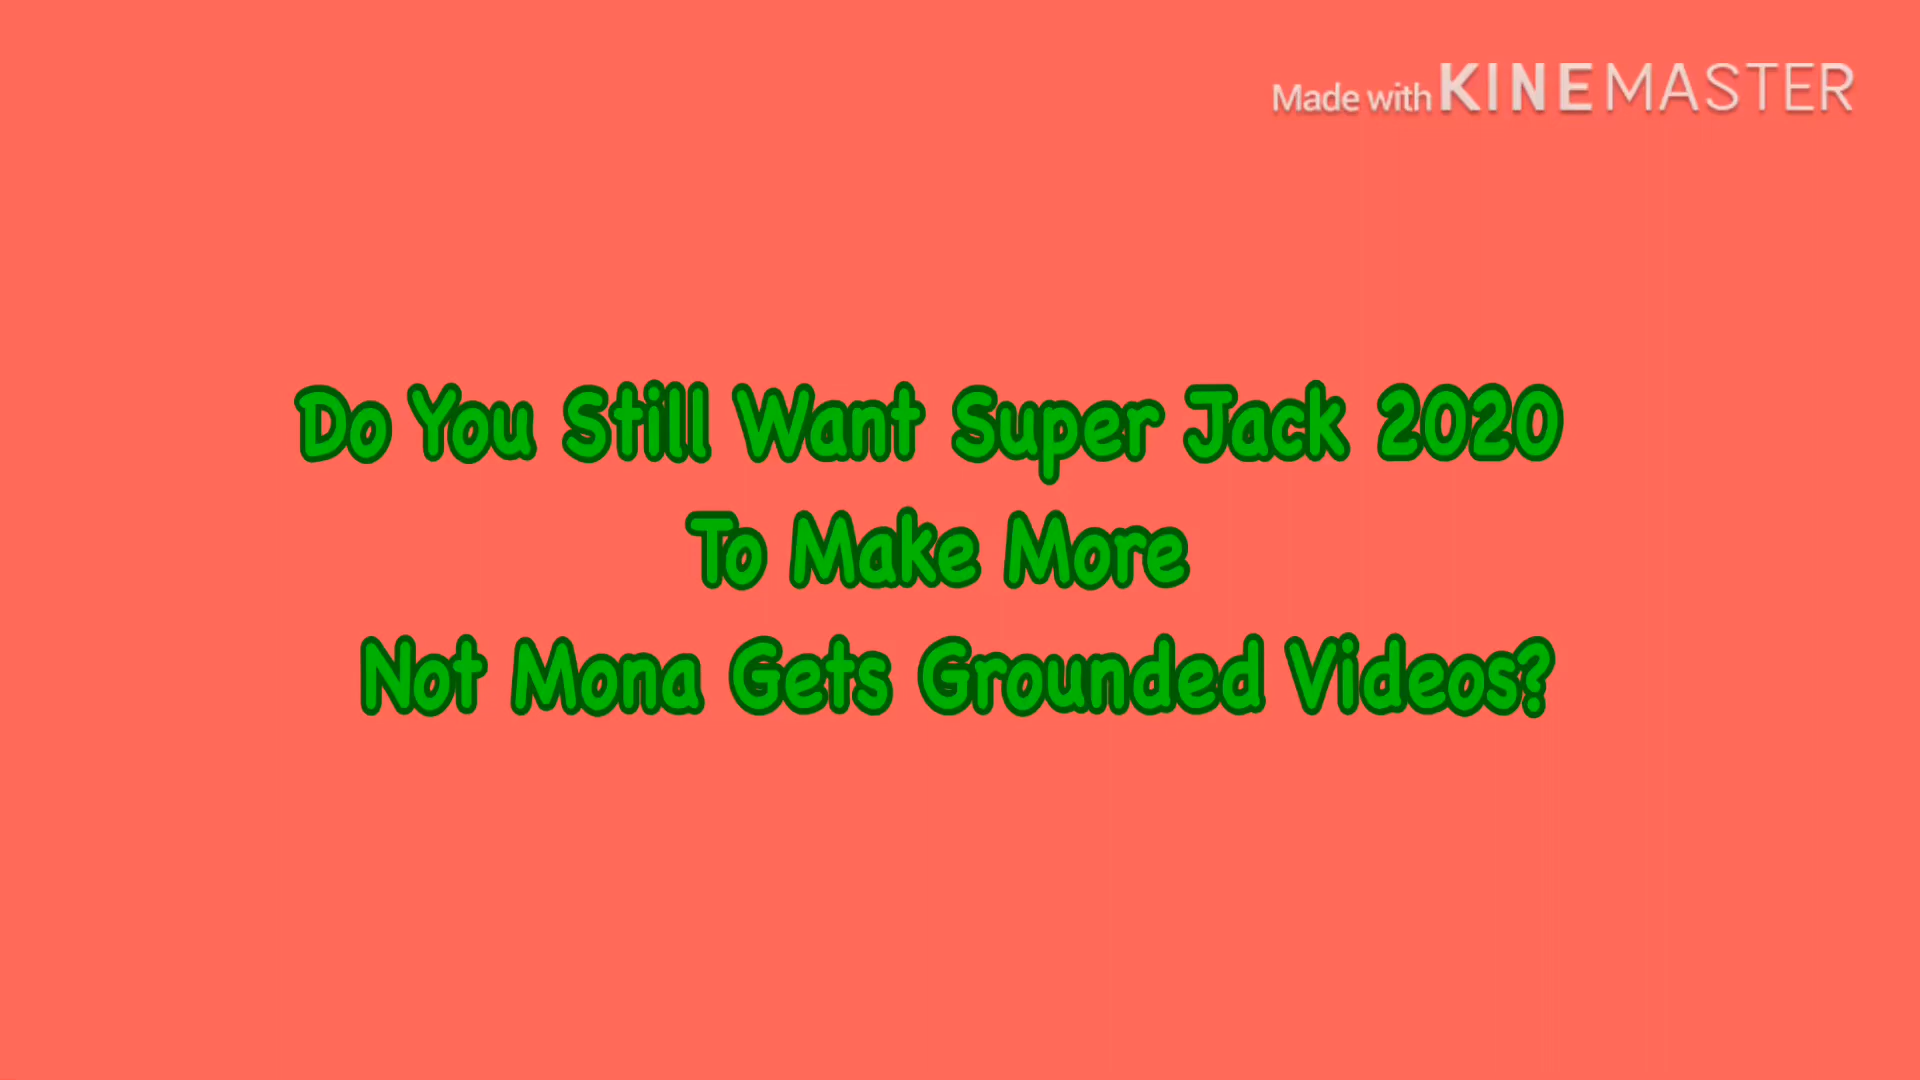 Made with KINEMASTER
Do You Still Want Super Jack 2020
To Make More
Not Mona Gets Grounded Videos?